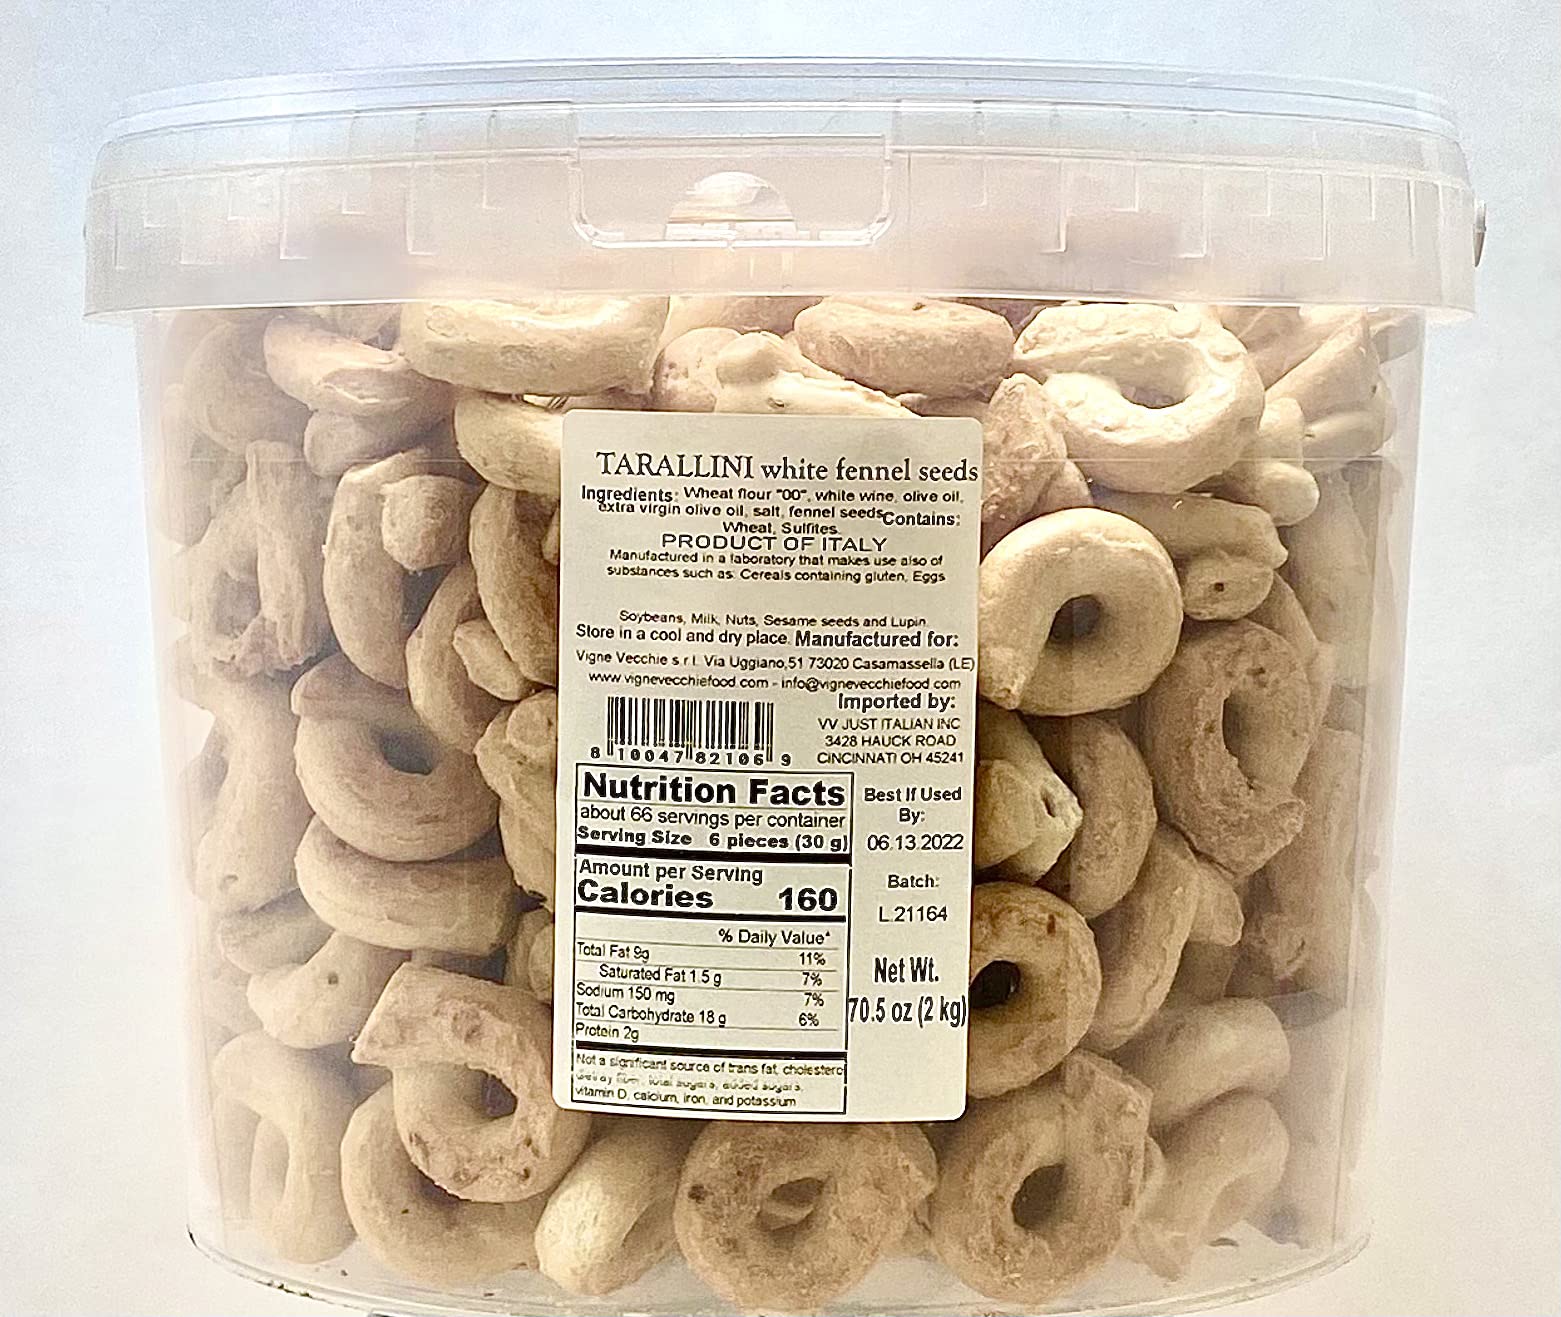 TARALLINI white fennel seeds
Ingredients: Wheat flour "00", white wine, olive oil,
extra virgin olive oil, salt, fennel seeds Contains:
Wheat, Sulfites
PRODUCT OF ITALY
Manufactured in a laboratory that makes use also of
substances such as: Cereals containing gluten, Eggs
Soybeans, Milk, Nuts, Sesame seeds and Lupin.
Store in a cool and dry place. Manufactured for:
Vigne Vecchie s.r.l. Via Uggiano,51 73020 Casamassella (LE)
www.vignevecchiefood.com - info@vignevecchiefood.com
Imported by:
VV JUST ITALIAN INC
3428 HAUCK ROAD
CINCINNATI OH 45241
8 10047 82106 9
Nutrition Facts
about 66 servings per container
Serving Size 6 pieces (30 g)
Amount per Serving
Calories 160
% Daily Value*
Total Fat 9g 11%
Saturated Fat 1.5 g 7%
Sodium 150 mg 7%
Total Carbohydrate 18 g 6%
Protein 2g
Not a significant source of trans fat, cholesterol
dietary fiber, total sugars, added sugars,
vitamin D, calcium, iron, and potassium
Best If Used
By:
06.13.2022
Batch:
L.21164
Net Wt.
70.5 oz (2 kg)